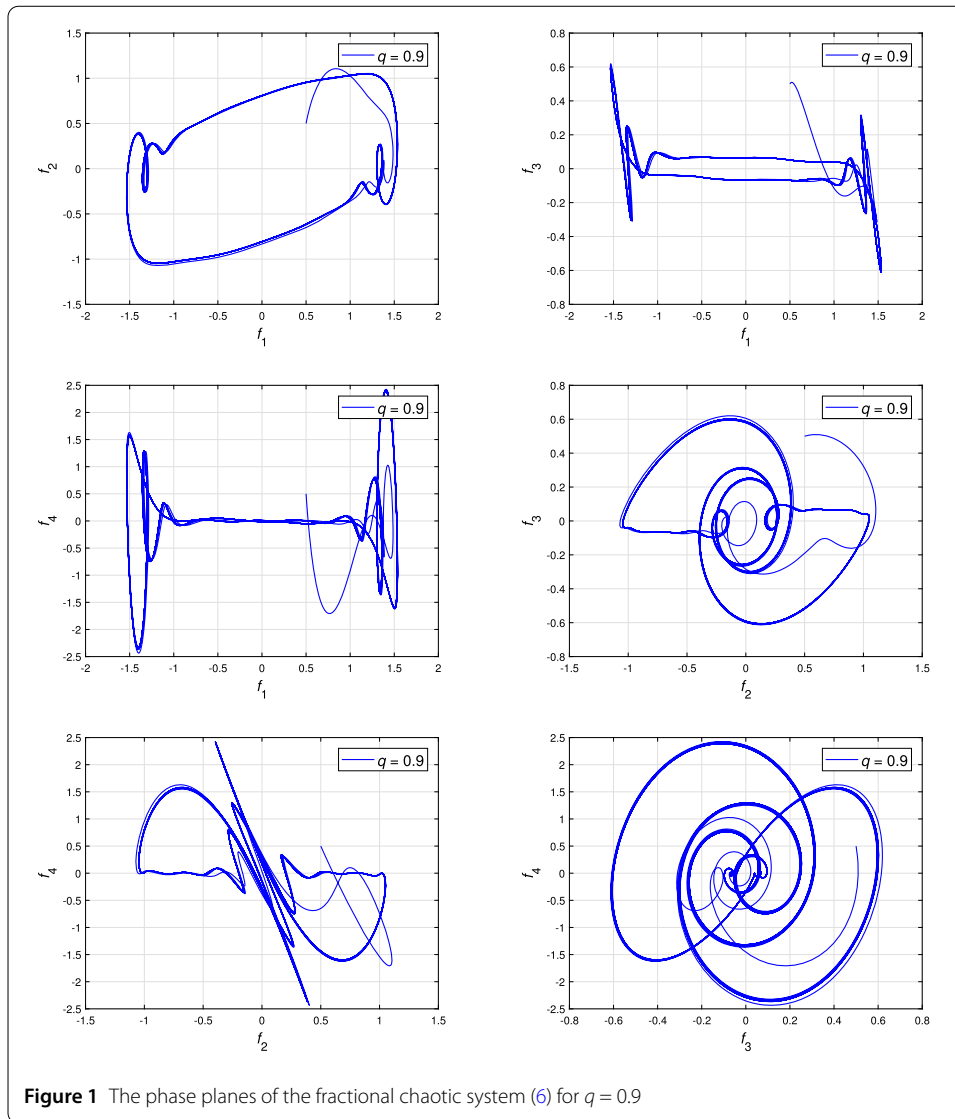 1.5
1
0.5
0
-0.5
-1
-1.5
-2 -1.5 -1 -0.5 0 0.5 1 1.5 2
f1
f2
q = 0.9
0.8
0.6
0.4
0.2
0
-0.2
-0.4
-0.6
-0.8
-2 -1.5 -1 -0.5 0 0.5 1 1.5 2
f1
f3
q = 0.9
2.5
2
1.5
1
0.5
0
-0.5
-1
-1.5
-2
-2.5
-2 -1.5 -1 -0.5 0 0.5 1 1.5 2
f1
f4
q = 0.9
0.8
0.6
0.4
0.2
0
-0.2
-0.4
-0.6
-0.8
-1.5 -1 -0.5 0 0.5 1 1.5
f2
f3
q = 0.9
2.5
2
1.5
1
0.5
0
-0.5
-1
-1.5
-2
-2.5
-1.5 -1 -0.5 0 0.5 1 1.5
f2
f4
q = 0.9
2.5
2
1.5
1
0.5
0
-0.5
-1
-1.5
-2
-2.5
-0.8 -0.6 -0.4 -0.2 0 0.2 0.4 0.6 0.8
f3
f4
q = 0.9
Figure 1 The phase planes of the fractional chaotic system (6) for q = 0.9